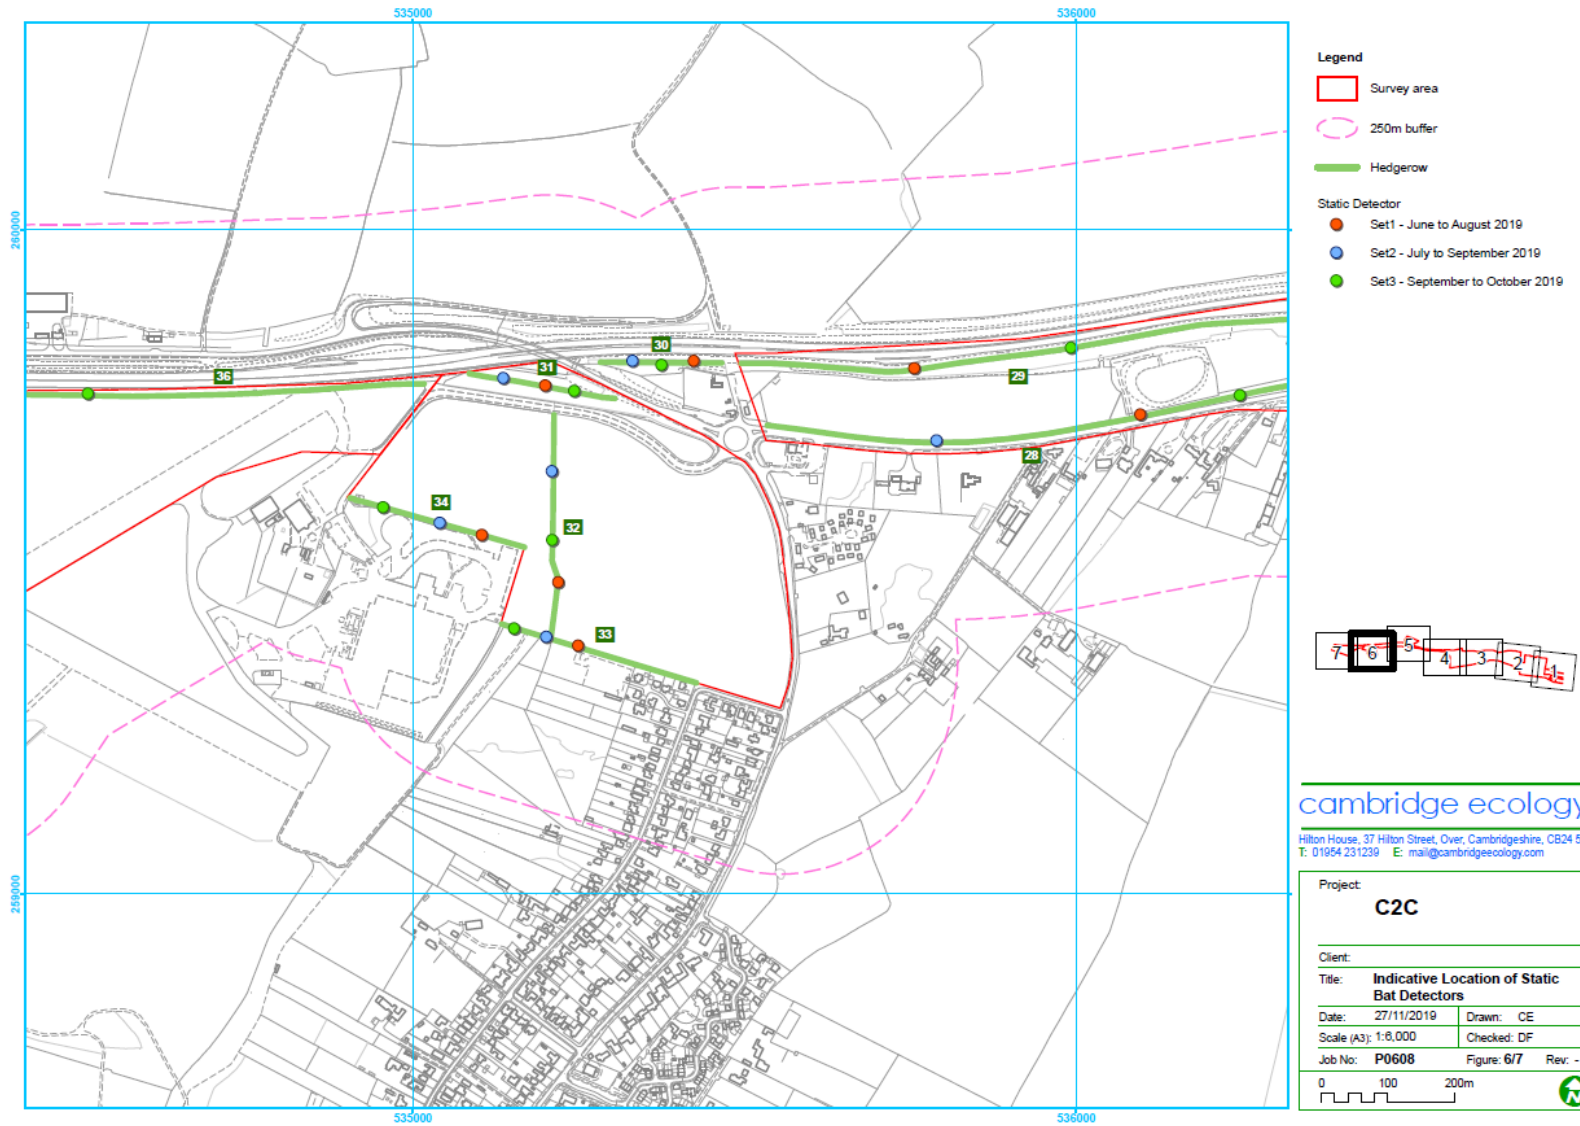 535000
536000
260000
259000
535000
536000
36
31
30
29
28
34
32
33
Legend
Survey area
250m buffer
Hedgerow
Static Detector
Set1 - June to August 2019
Set2 - July to September 2019
Set3 - September to October 2019
7 6 5 4 3 2 1
cambridge ecology
Hilton House, 37 Hilton Street, Over, Cambridgeshire, CB24 5
T: 01954 231239 E: mail@cambridgeecology.com
Project:
C2C
Client:
Title: Indicative Location of Static
Bat Detectors
Date: 27/11/2019 Drawn: CE
Scale (A3): 1:6,000 Checked: DF
Job No: P0608 Figure: 6/7 Rev: -
0 100 200m
N